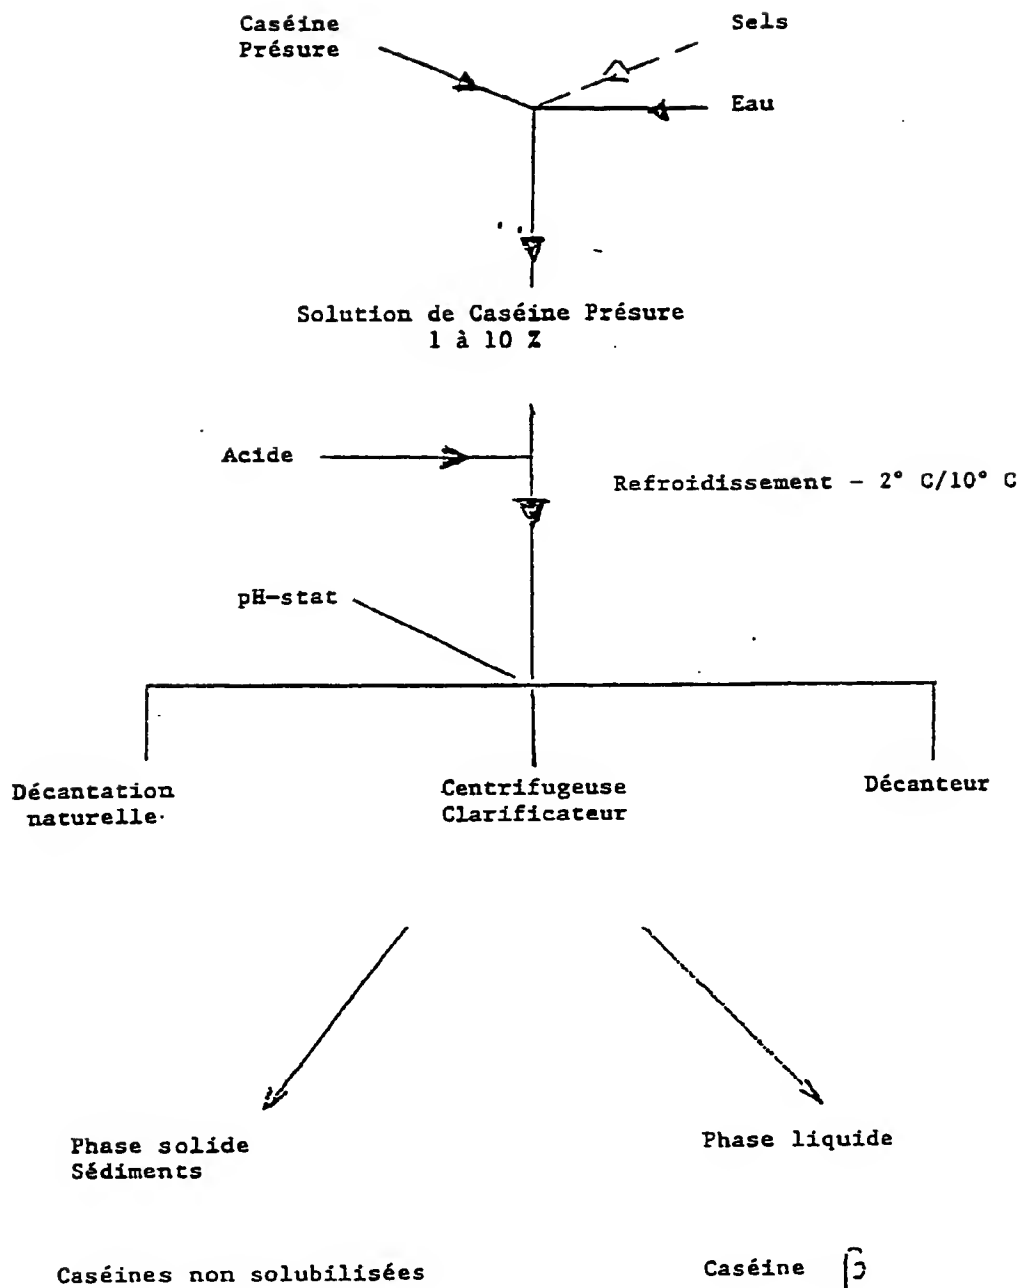 Caséine
Présure
Sels
Eau
Solution de Caséine Présure
1 à 10 %
Acide
Refroidissement - 2° C/10° C
pH-stat
Décantation
naturelle.
Centrifugeuse
Clarificateur
Décanteur
Phase solide
Sédiments
Phase liquide
Caséines non solubilisées
Caséine β